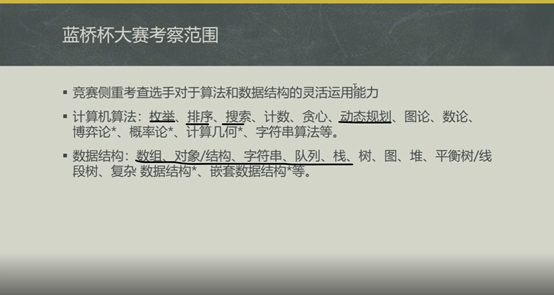 蓝桥杯大赛考察范围
竞赛侧重考查选手对于算法和数据结构的灵活运用能力
计算机算法：枚举、排序、搜索、计数、贪心、动态规划、图论、数论、
博弈论*、概率论*、计算几何*、字符串算法等。
数据结构：数组、对象/结构、字符串、队列、栈、树、图、堆、平衡树/线
段树、复杂 数据结构*、嵌套数据结构*等。